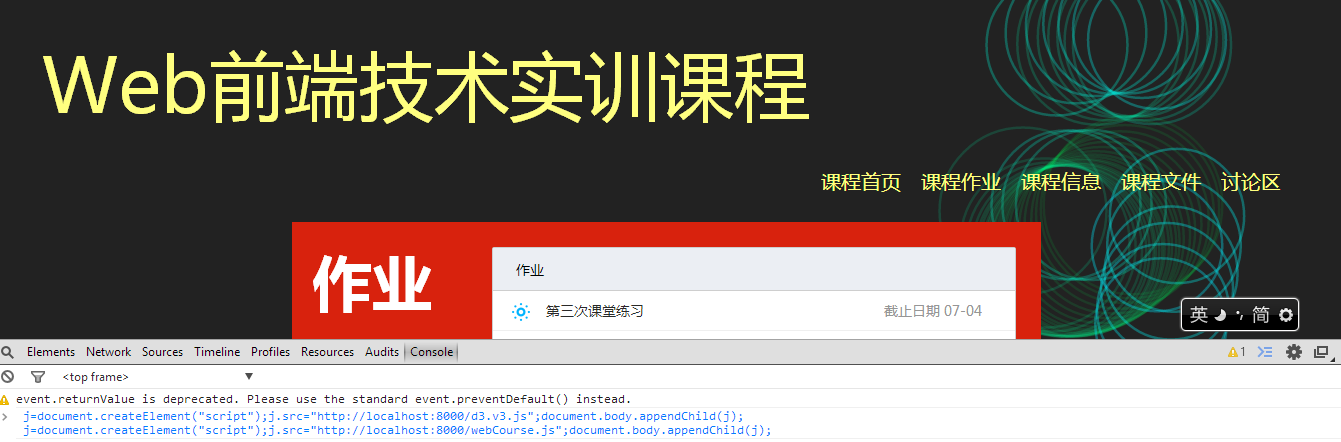 Web前端技术实训课程
课程首页 课程作业 课程信息 课程文件 讨论区
作业
作业
第三次课堂练习 截止日期 07-04
英 简
Elements Network Sources Timeline Profiles Resources Audits Console 1
<top frame>
event.returnValue is deprecated. Please use the standard event.preventDefault() instead.
j=document.createElement("script");j.src="http://localhost:8000/d3.v3.js";document.body.appendChild(j);
j=document.createElement("script");j.src="http://localhost:8000/webCourse.js";document.body.appendChild(j);